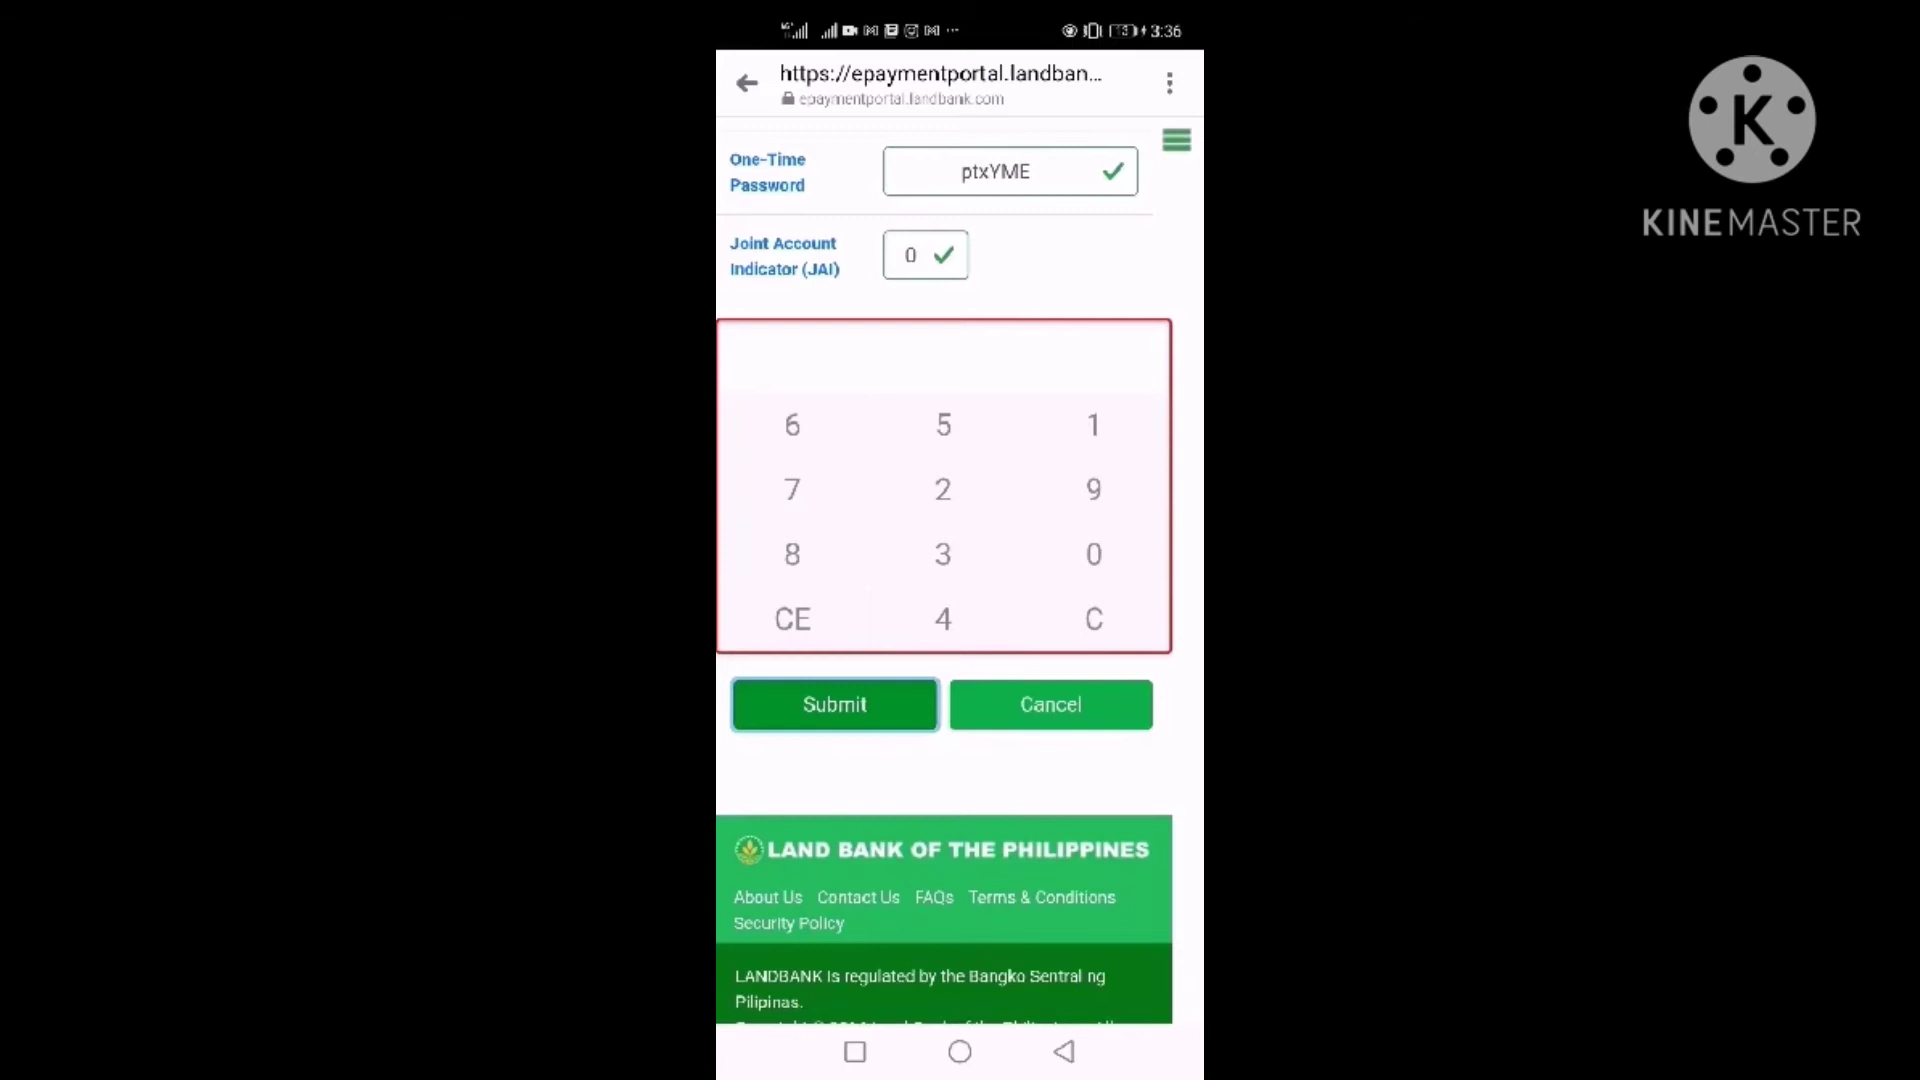 3:36
https://epaymentportal.landban...
epaymentportal.landbank.com
One-Time
Password
ptxYME
Joint Account
Indicator (JAI)
0
6 5 1
7 2 9
8 3 0
CE 4 C
Submit Cancel
LAND BANK OF THE PHILIPPINES
About Us Contact Us FAQs Terms & Conditions
Security Policy
LANDBANK is regulated by the Bangko Sentral ng
Pilipinas.
K
KINEMASTER